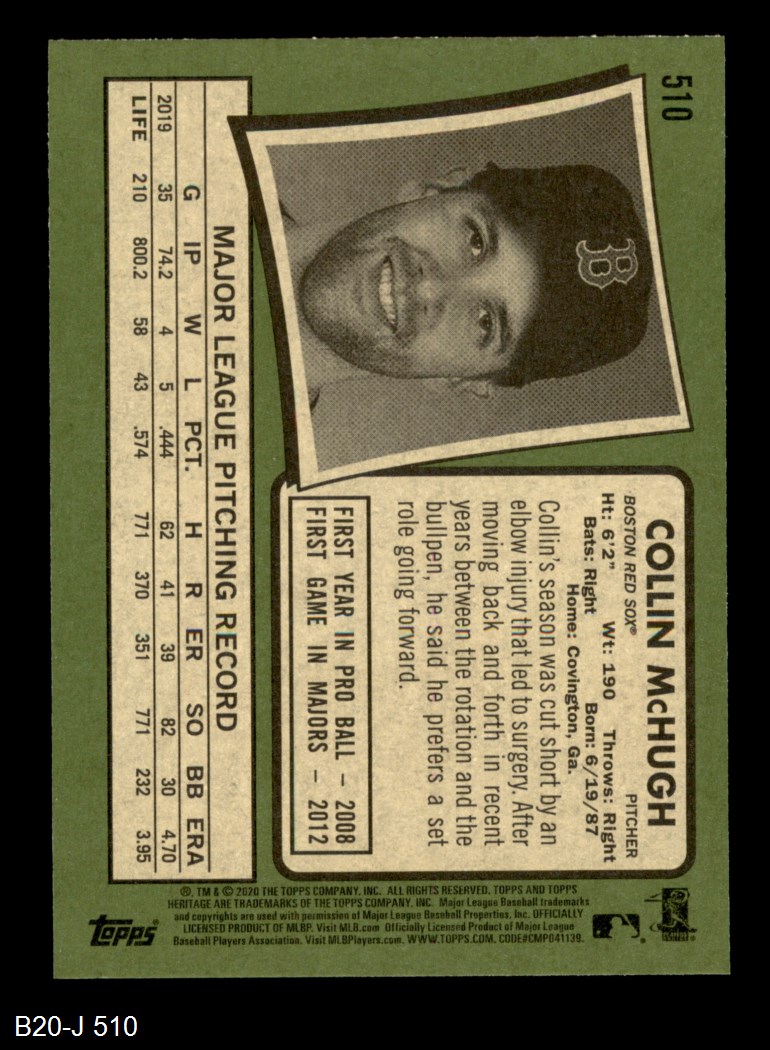 510
COLLIN McHUGH
BOSTON RED SOX® PITCHER
Ht: 6'2" Wt: 190 Throws: Right
Bats: Right Born: 6/19/87
Home: Covington, Ga.
Collin's season was cut short by an
elbow injury that led to surgery. After
moving back and forth in recent
years between the rotation and the
bullpen, he said he prefers a set
role going forward.
FIRST YEAR IN PRO BALL – 2008
FIRST GAME IN MAJORS – 2012
B
MAJOR LEAGUE PITCHING RECORD
G IP W L PCT. H R ER SO BB ERA
2019 35 74.2 4 5 .444 62 41 39 82 30 4.70
LIFE 210 800.2 58 43 .574 771 370 351 771 232 3.95
®, TM & © 2020 THE TOPPS COMPANY, INC. ALL RIGHTS RESERVED. TOPPS AND TOPPS
HERITAGE ARE TRADEMARKS OF THE TOPPS COMPANY, INC. Major League Baseball trademarks
and copyrights are used with permission of Major League Baseball Properties, Inc. OFFICIALLY
LICENSED PRODUCT OF MLBP. Visit MLB.com Officially Licensed Product of Major League
Baseball Players Association. Visit MLBPlayers.com. WWW.TOPPS.COM. CODE#CMP041139.
topps®
B20-J 510